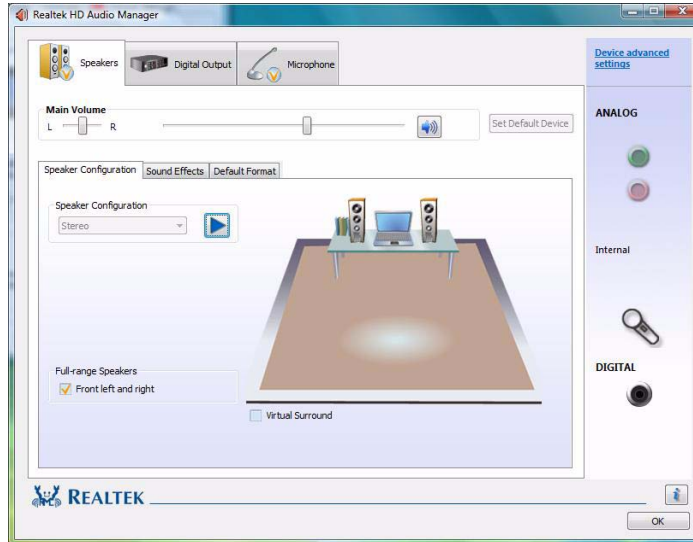 Realtek HD Audio Manager
Speakers
Digital Output
Microphone
Device advanced
settings
Main Volume
L
R
Set Default Device
ANALOG
Speaker Configuration
Sound Effects
Default Format
Speaker Configuration
Stereo
Internal
Full-range Speakers
Front left and right
Virtual Surround
DIGITAL
REALTEK
OK